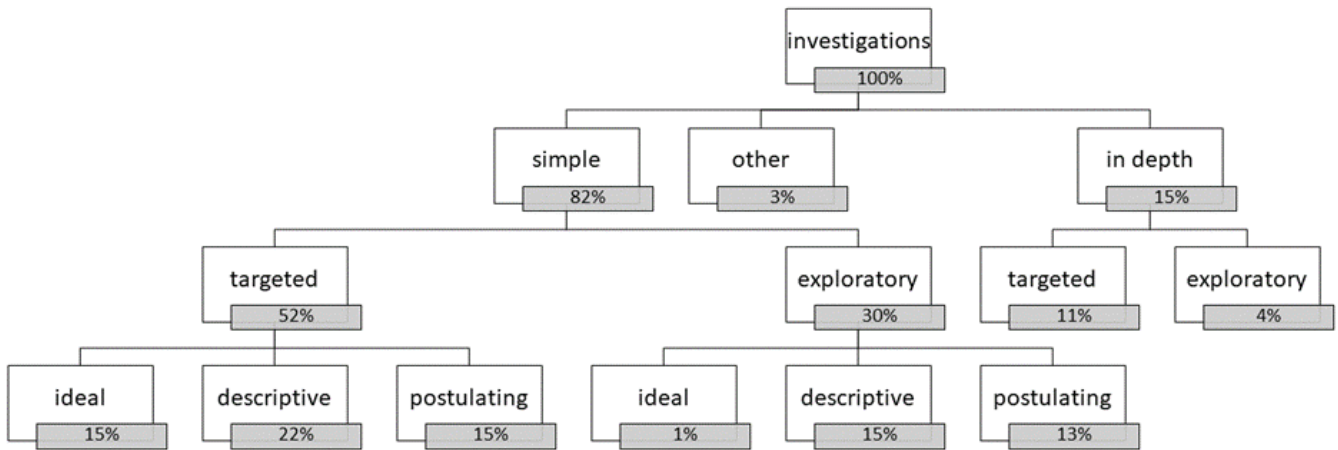 investigations
100%
simple
other
in depth
82%
3%
15%
targeted
exploratory
targeted
exploratory
52%
30%
11%
4%
ideal
descriptive
postulating
ideal
descriptive
postulating
15%
22%
15%
1%
15%
13%